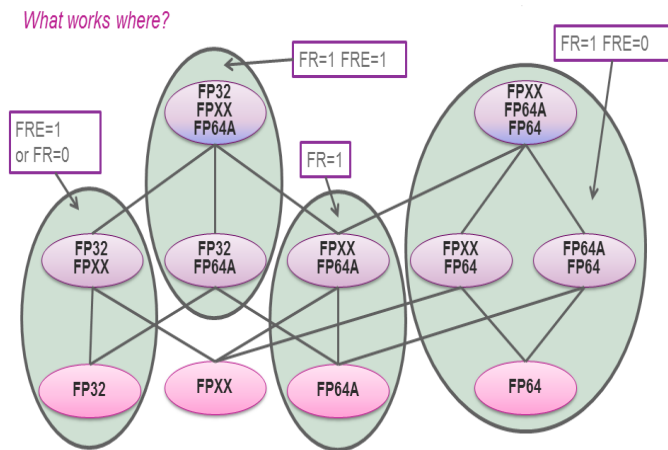 What works where?
FR=1 FRE=1
FR=1 FRE=0
FP32
FPXX
FP64A
FPXX
FP64A
FP64
FRE=1
or FR=0
FR=1
FP32
FPXX
FP32
FP64A
FPXX
FP64A
FPXX
FP64
FP64A
FP64
FP32
FPXX
FP64A
FP64